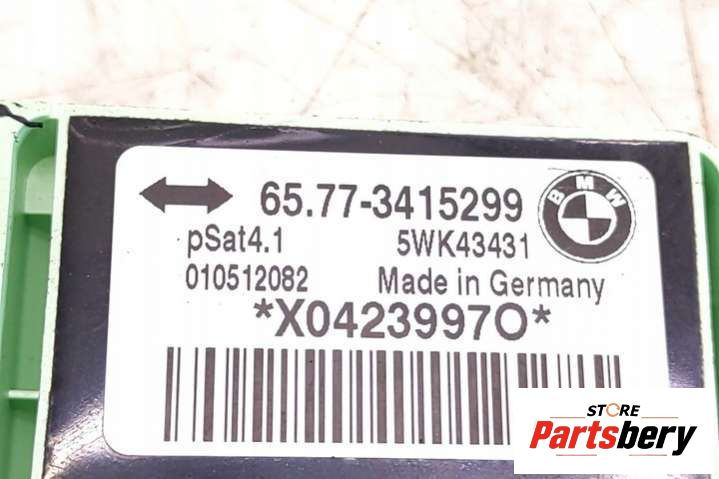 65.77-3415299
BMW
pSat4.1 5WK43431
010512082 Made in Germany
*X0423997O*
STORE
Partsbery